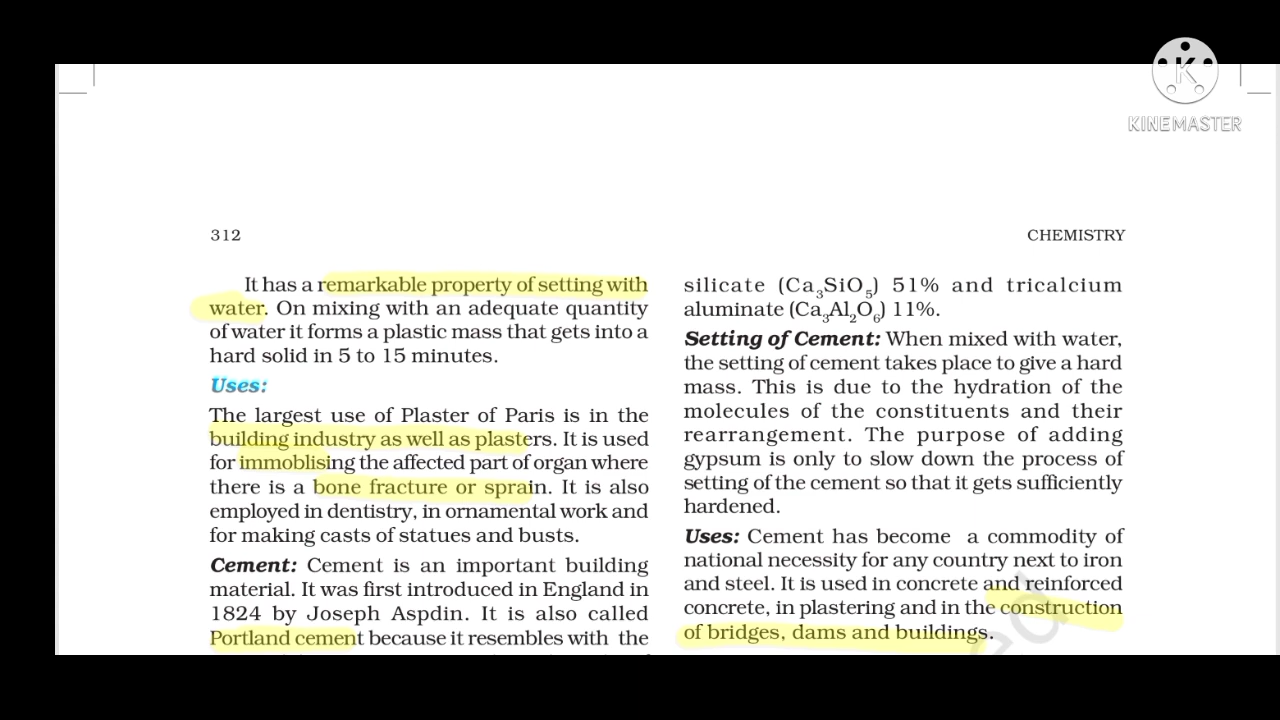 KINEMASTER
312
CHEMISTRY
It has a remarkable property of setting with
water. On mixing with an adequate quantity
of water it forms a plastic mass that gets into a
hard solid in 5 to 15 minutes.
Uses:
The largest use of Plaster of Paris is in the
building industry as well as plasters. It is used
for immoblising the affected part of organ where
there is a bone fracture or sprain. It is also
employed in dentistry, in ornamental work and
for making casts of statues and busts.
Cement: Cement is an important building
material. It was first introduced in England in
1824 by Joseph Aspdin. It is also called
Portland cement because it resembles with the
silicate (Ca₃SiO₅) 51% and tricalcium
aluminate (Ca₃Al₂O₆) 11%.
Setting of Cement: When mixed with water,
the setting of cement takes place to give a hard
mass. This is due to the hydration of the
molecules of the constituents and their
rearrangement. The purpose of adding
gypsum is only to slow down the process of
setting of the cement so that it gets sufficiently
hardened.
Uses: Cement has become a commodity of
national necessity for any country next to iron
and steel. It is used in concrete and reinforced
concrete, in plastering and in the construction
of bridges, dams and buildings.